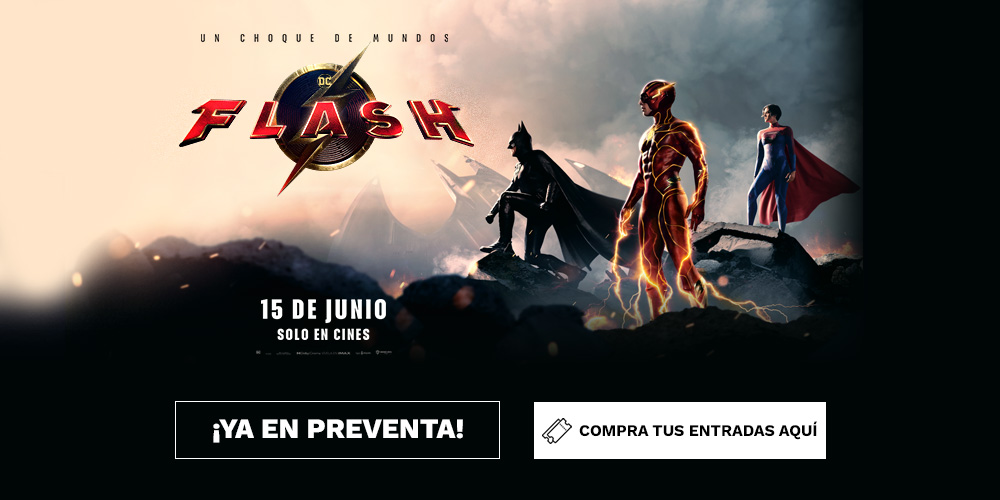 UN CHOQUE DE MUNDOS
DC
FLASH
15 DE JUNIO
SOLO EN CINES
¡YA EN PREVENTA!
COMPRA TUS ENTRADAS AQUÍ